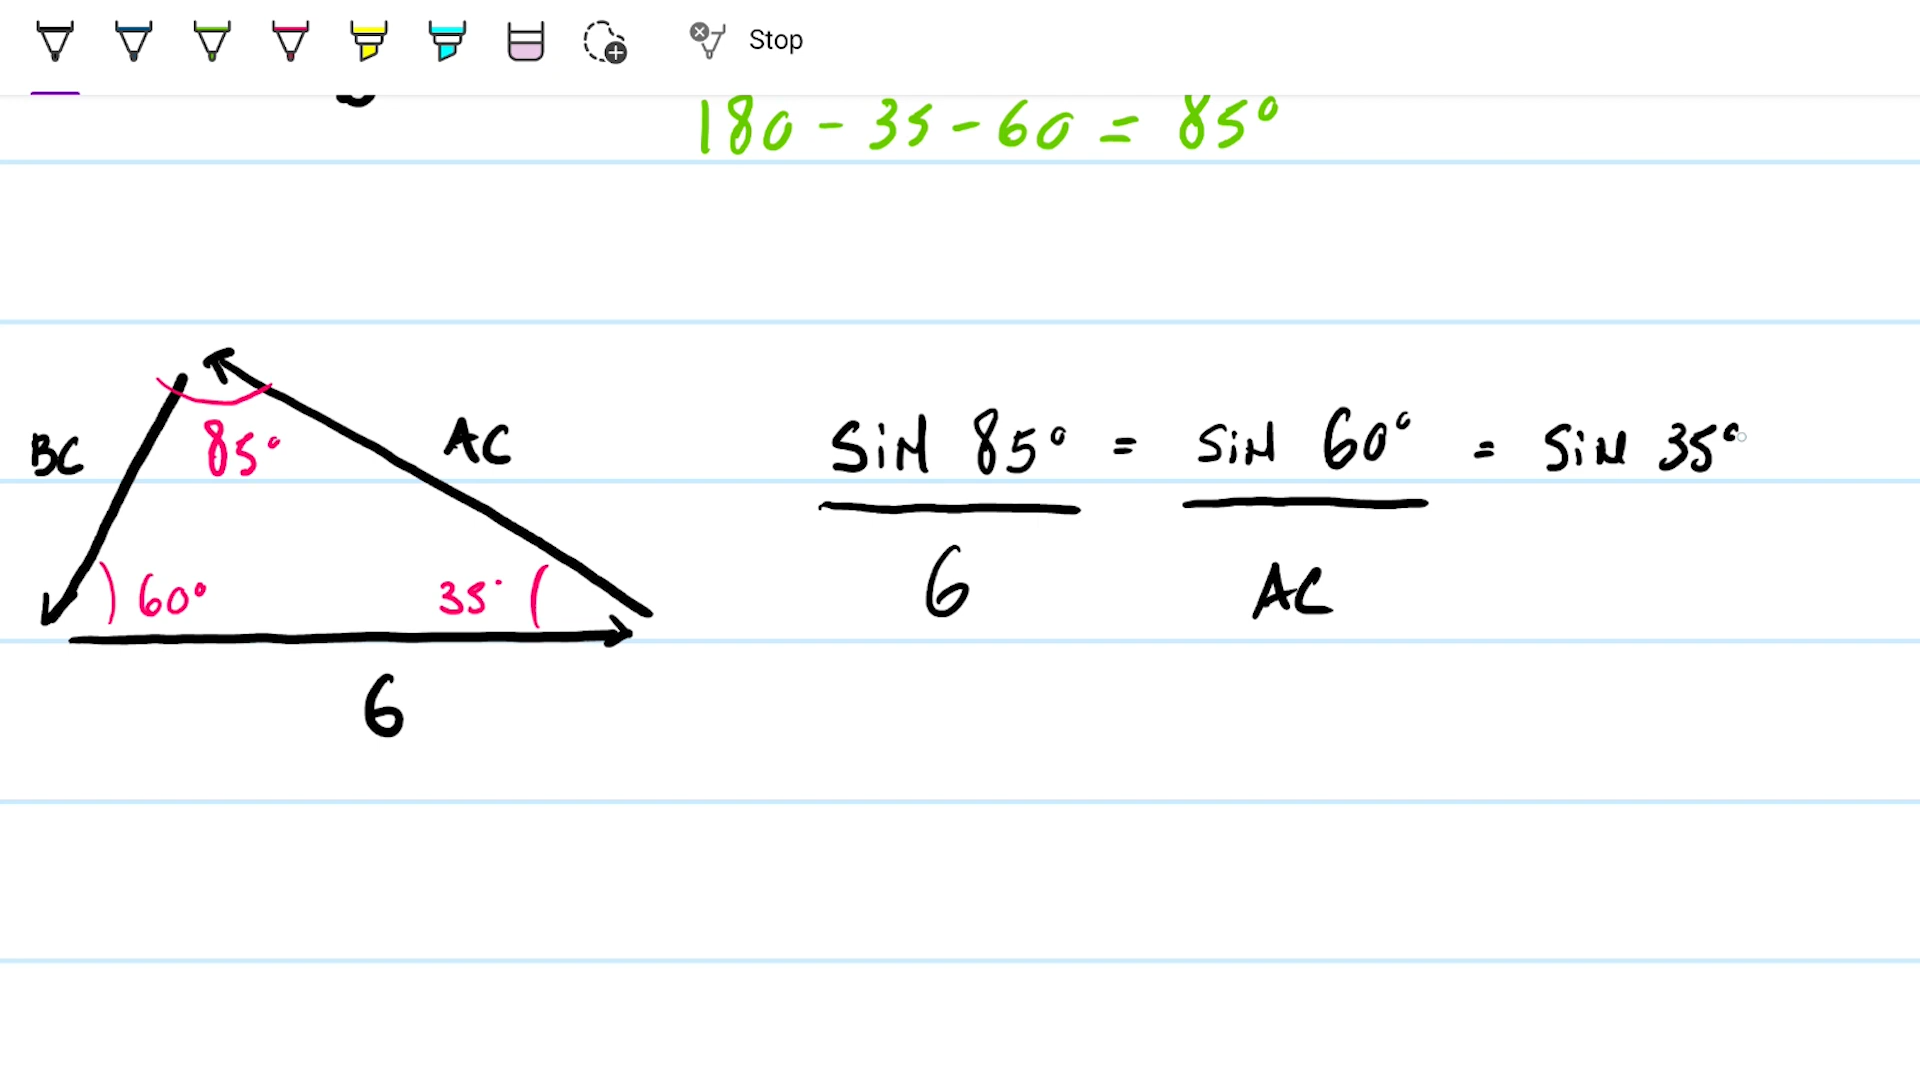 Stop
180 - 35 - 60 = 85°
BC
85°
AC
60°
35°
6
SiN 85° = SiN 60° = SiN 35°
6 AC